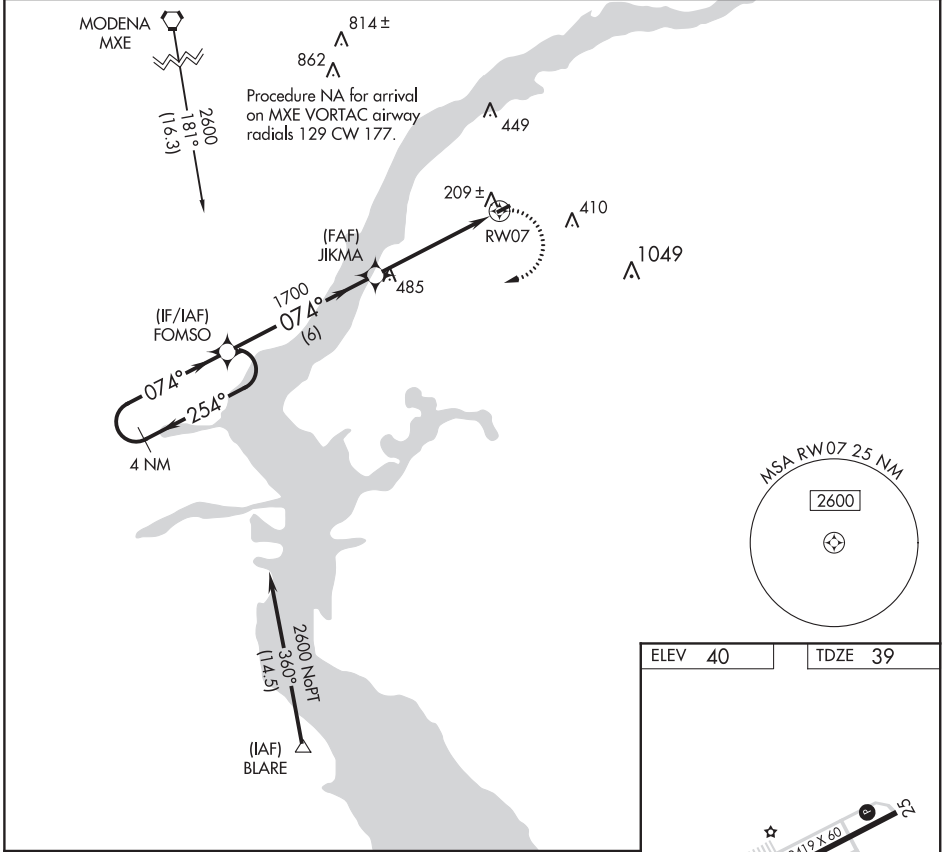 MODENA
MXE
814 ±
862
Procedure NA for arrival
on MXE VORTAC airway
radials 129 CW 177.
2600
181°
(16.3)
449
209 ±
410
RW07
1049
(FAF)
JIKMA
485
1700
074°
(6)
(IF/IAF)
FOMSO
074°
254°
4 NM
MSA RW07 25 NM
2600
2600 NoPT
360°
(14.5)
(IAF)
BLARE
ELEV 40
TDZE 39
P
25